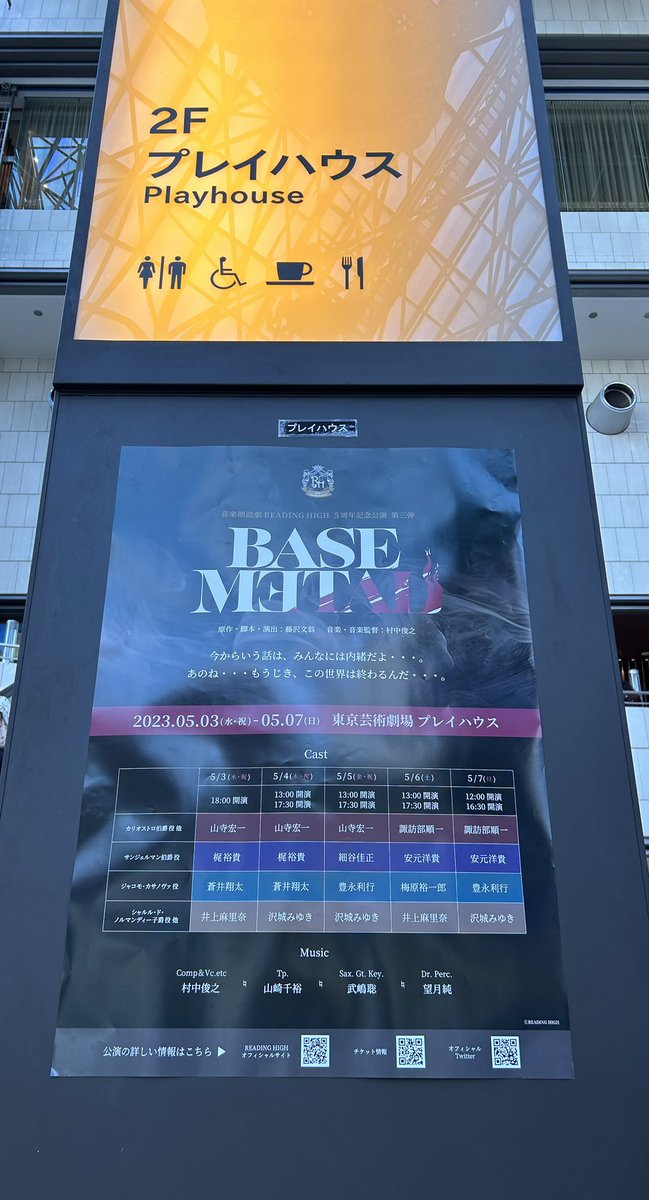 2F
プレイハウス
Playhouse
プレイハウス
音楽朗読劇 READING HIGH 5周年記念公演 第三弾
BASE
METAL
原作・脚本・演出：藤沢文翁　音楽・音楽監督：村中俊之
今からいう話は、みんなには内緒だよ・・・。
あのね・・・もうじき、この世界は終わるんだ・・・。
2023.05.03(水・祝) - 05.07(日) 東京芸術劇場 プレイハウス
Cast
5/3(水・祝) 5/4(木・祝) 5/5(金・祝) 5/6(土) 5/7(日)
18:00 開演 13:00 開演 13:00 開演 13:00 開演 12:00 開演
17:30 開演 17:30 開演 17:30 開演 16:30 開演
カリオストロ伯爵 役 他 山寺宏一 山寺宏一 山寺宏一 諏訪部順一 諏訪部順一
サンジェルマン伯爵 役 梶裕貴 梶裕貴 細谷佳正 安元洋貴 安元洋貴
ジャコモ・カサノヴァ 役 蒼井翔太 蒼井翔太 豊永利行 梅原裕一郎 豊永利行
シャルル・ド・
ノルマンディー子爵 役 他 井上麻里奈 沢城みゆき 沢城みゆき 井上麻里奈 沢城みゆき
Music
Comp＆Vc.etc Tp. Sax. Gt. Key. Dr. Perc.
村中俊之 ♮ 山崎千裕 ♮ 武嶋聡 ♮ 望月純
©READING HIGH
公演の詳しい情報はこちら ▶ READING HIGH オフィシャルサイト チケット情報 オフィシャル Twitter